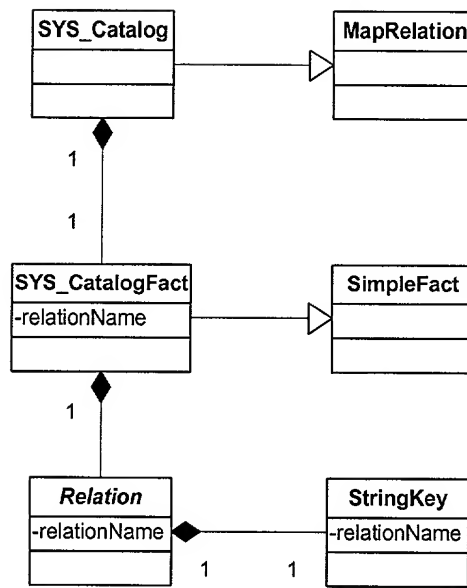 SYS_Catalog
MapRelation
1
1
SYS_CatalogFact
-relationName
SimpleFact
1
Relation
-relationName
StringKey
-relationName
1
1